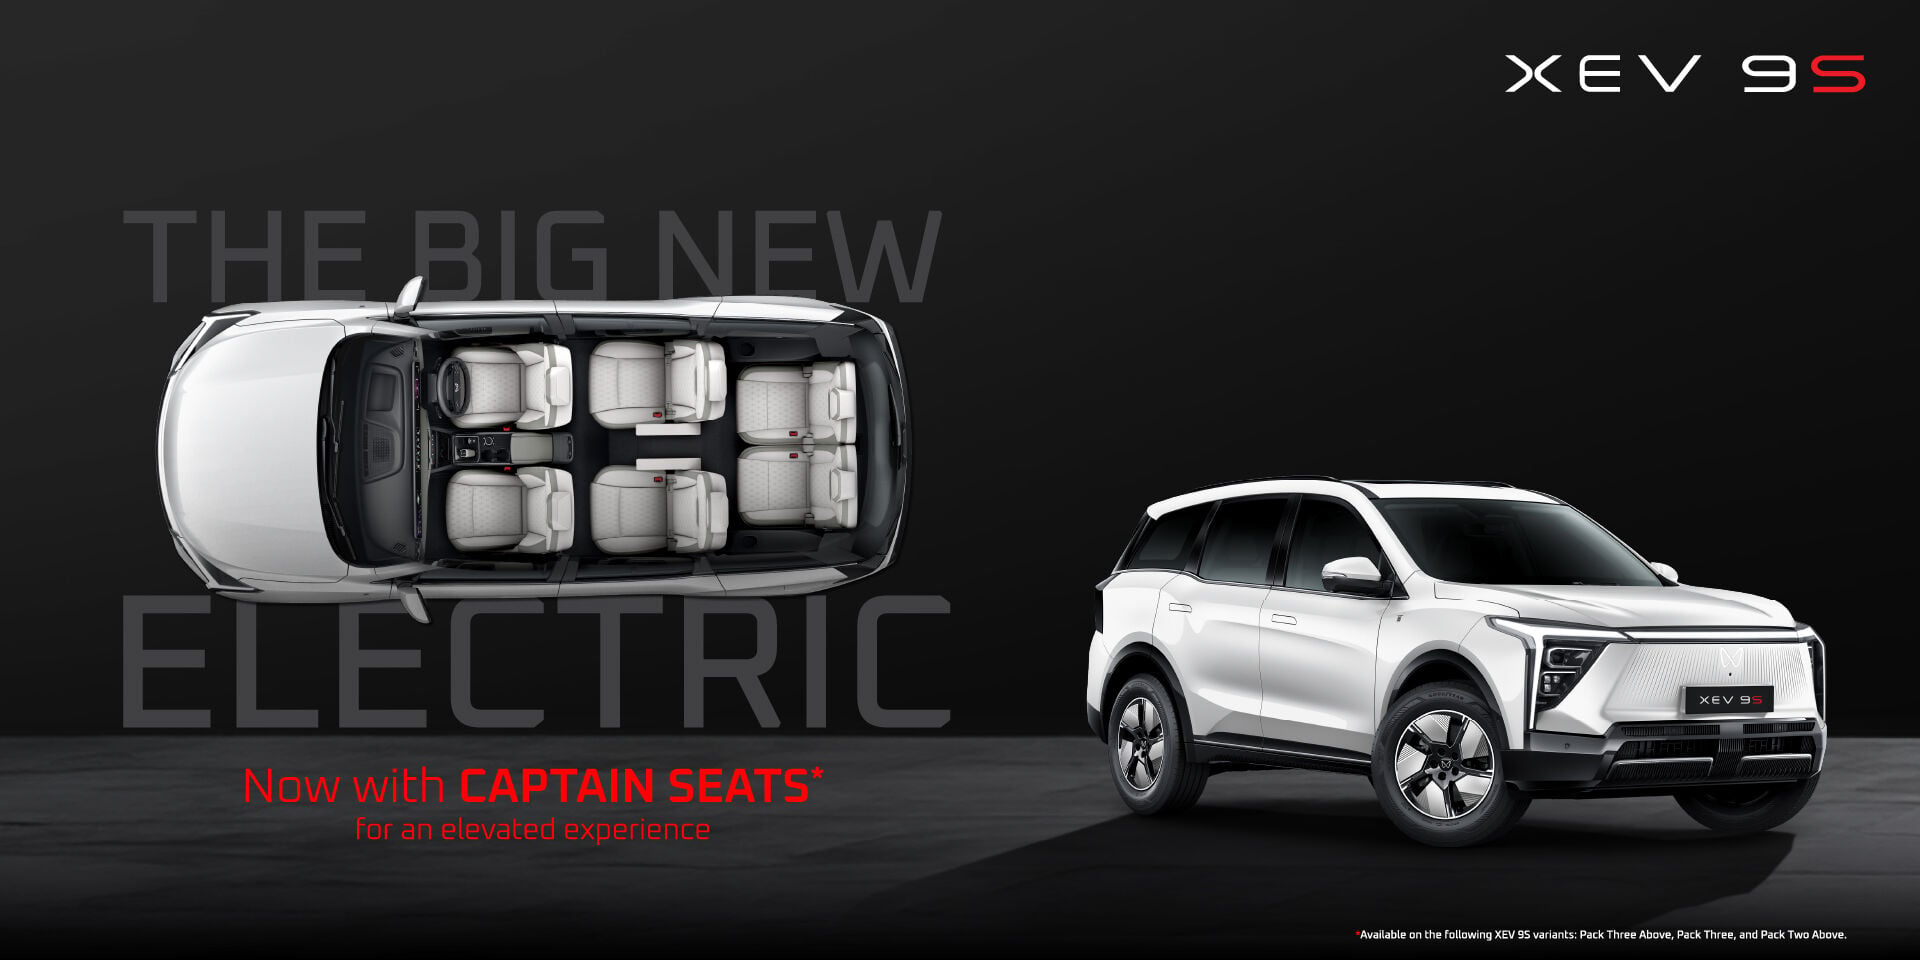 XEV 9S
THE BIG NEW
ELECTRIC
Now with CAPTAIN SEATS*
for an elevated experience
XEV 9S
GOODYEAR
*Available on the following XEV 9S variants: Pack Three Above, Pack Three, and Pack Two Above.